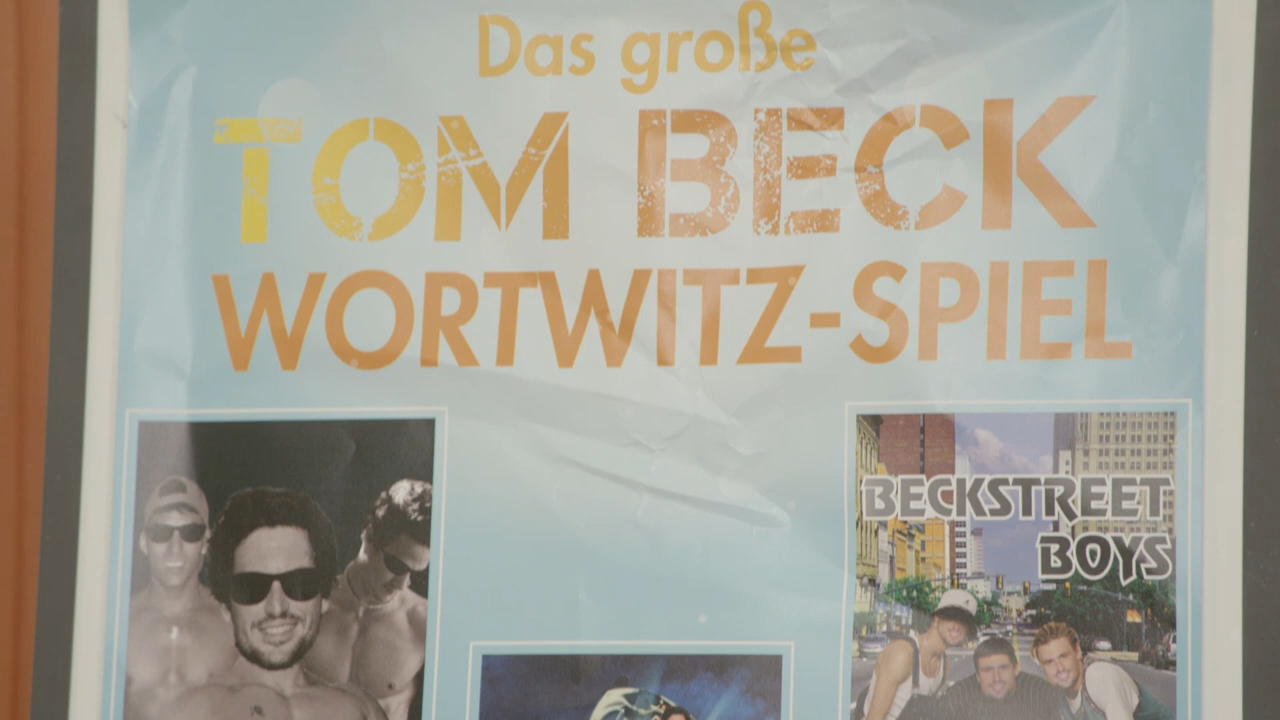 Das große
TOM BECK
WORTWITZ-SPIEL
BECKSTREET
BOYS